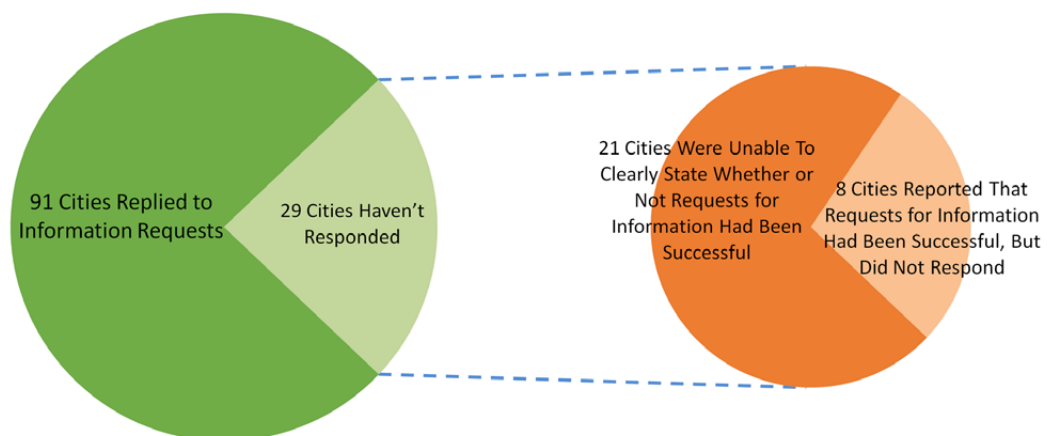 91 Cities Replied to
Information Requests
29 Cities Haven’t
Responded
21 Cities Were Unable To
Clearly State Whether or
Not Requests for
Information Had Been
Successful
8 Cities Reported That
Requests for Information
Had Been Successful, But
Did Not Respond